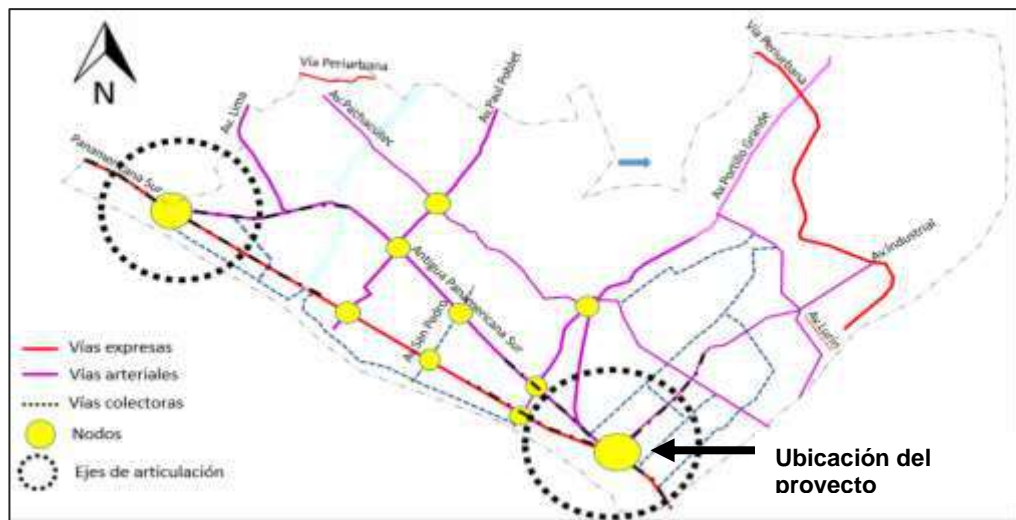 N
Vía Periurbana
Av. Lima
Av. Pachacútec
Av. Paul Poblet
Vía Periurbana
Av. Portillo Grande
Panamericana Sur
Antigua Panamericana Sur
Av. San Pedro
Av. Industrial
Av. Lurín
Vías expresas
Vías arteriales
Vías colectoras
Nodos
Ejes de articulación
Ubicación del
proyecto